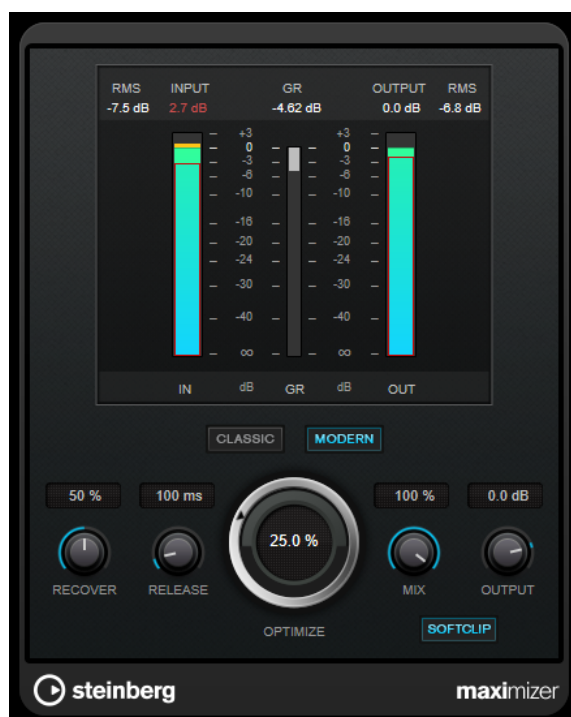 RMS INPUT GR OUTPUT RMS
-7.5 dB 2.7 dB -4.62 dB 0.0 dB -6.8 dB
+3 +3
0 0
-3 -3
-6 -6
-10 -10
-16 -16
-20 -20
-24 -24
-30 -30
-40 -40
∞ ∞
IN dB GR dB OUT
CLASSIC MODERN
50 % 100 ms 100 % 0.0 dB
25.0 %
RECOVER RELEASE MIX OUTPUT
OPTIMIZE SOFTCLIP
steinberg maximizer